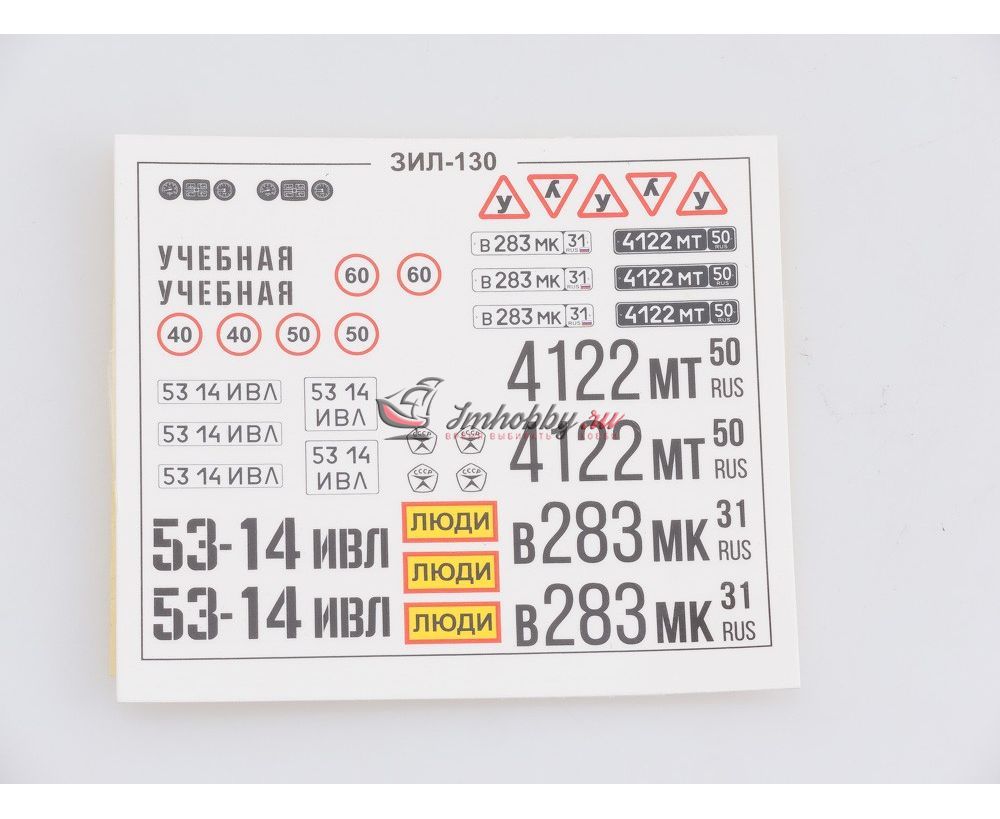 ЗИЛ-130
У У У У У
В 283 МК 31 RUS 4122 МТ 50 RUS
УЧЕБНАЯ
60 60
В 283 МК 31 RUS 4122 МТ 50 RUS
УЧЕБНАЯ
В 283 МК 31 RUS 4122 МТ 50 RUS
40 40 50 50
4122 МТ 50 RUS
53 14 ИВЛ
53 14
ИВЛ
Jmhobby.ru
53 14 ИВЛ
СССР СССР
4122 МТ 50 RUS
53 14
ИВЛ
53 14 ИВЛ
СССР СССР
53-14 ИВЛ
ЛЮДИ
В 283 МК 31 RUS
ЛЮДИ
53-14 ИВЛ
ЛЮДИ
В 283 МК 31 RUS